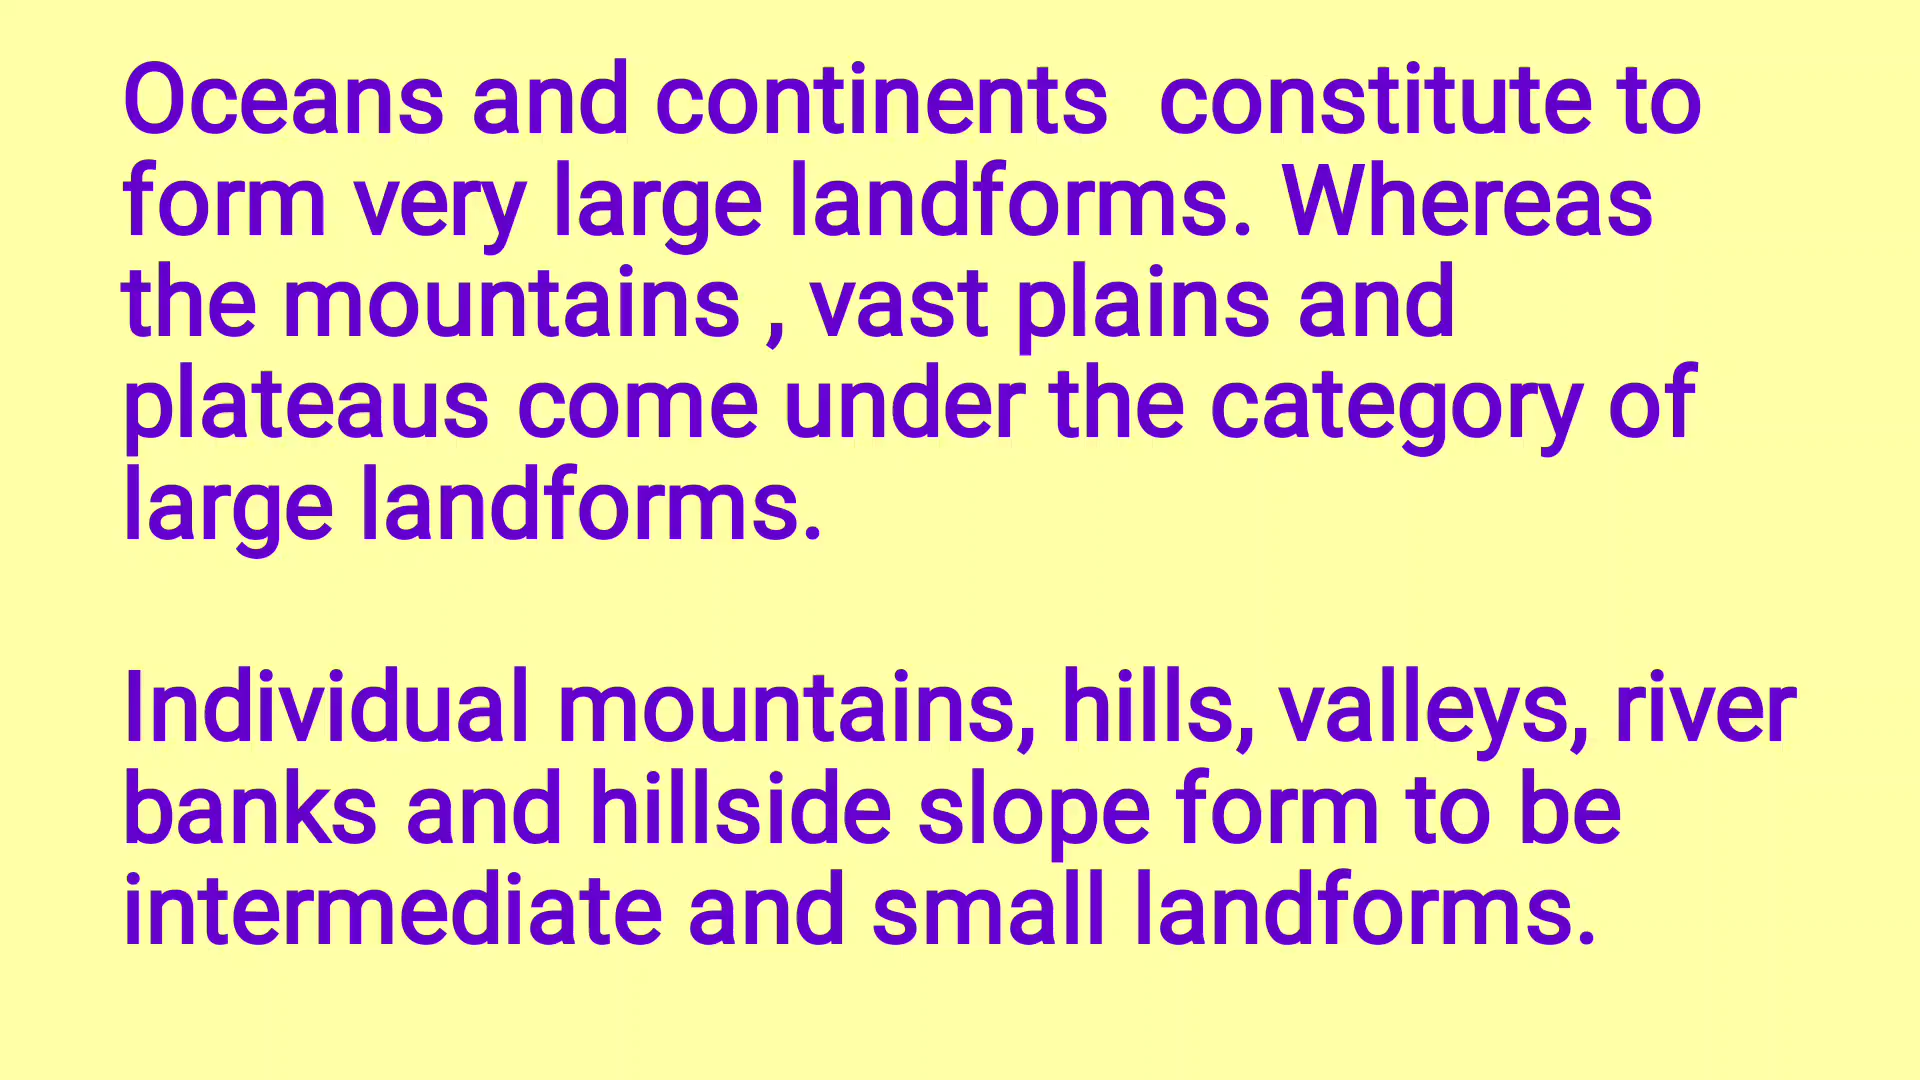 Oceans and continents  constitute to
form very large landforms. Whereas
the mountains , vast plains and
plateaus come under the category of
large landforms.
Individual mountains, hills, valleys, river
banks and hillside slope form to be
intermediate and small landforms.